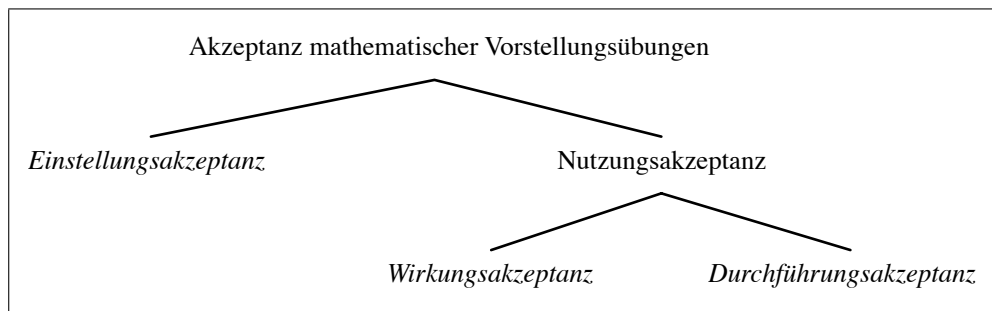 Akzeptanz mathematischer Vorstellungsübungen
Einstellungsakzeptanz
Nutzungsakzeptanz
Wirkungsakzeptanz
Durchführungsakzeptanz